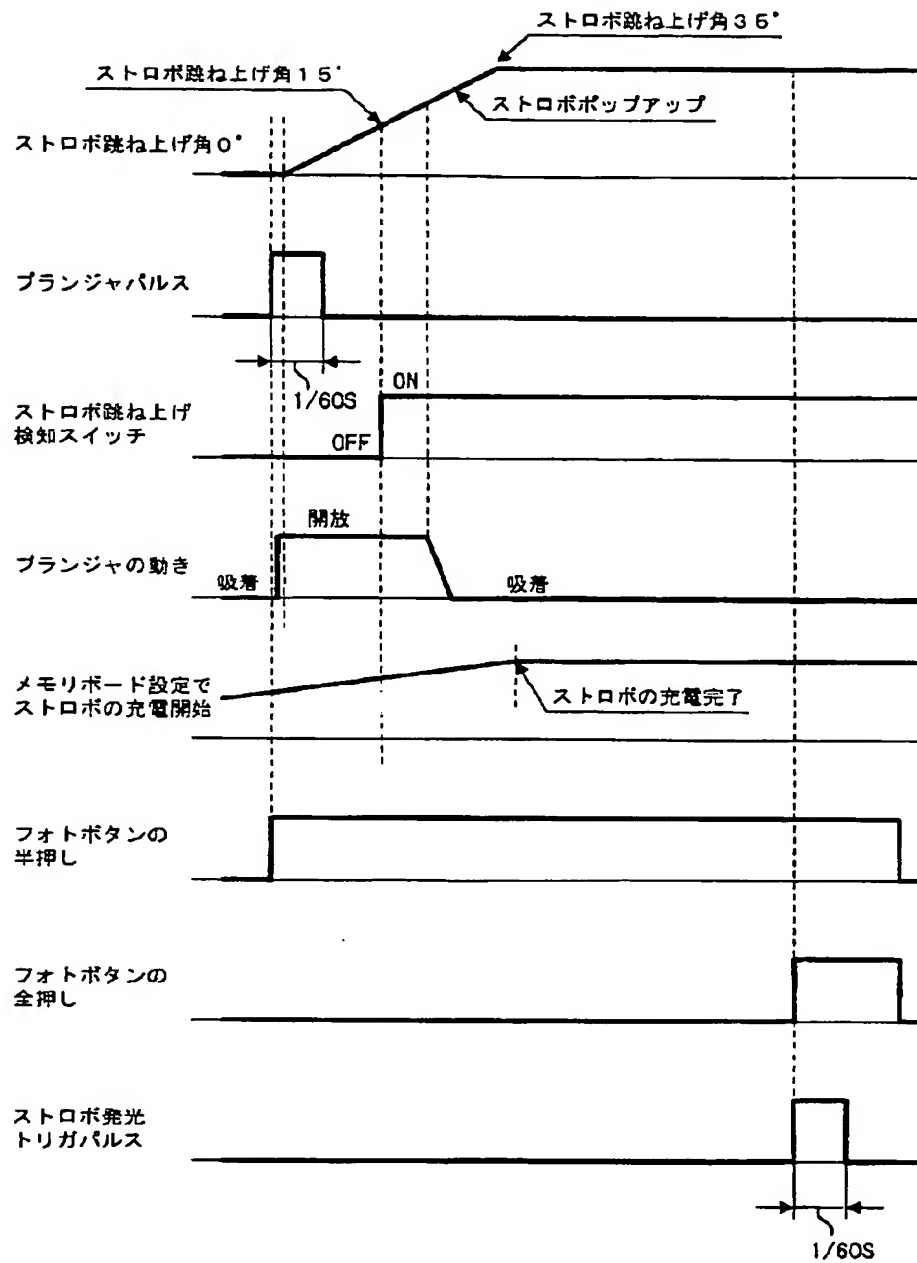 ストロボ跳ね上げ角35°
ストロボ跳ね上げ角15°
ストロボポップアップ
ストロボ跳ね上げ角0°
プランジャパルス
1/60S
ストロボ跳ね上げ
検知スイッチ
ON
OFF
開放
プランジャの動き
吸着
吸着
メモリボード設定で
ストロボの充電開始
ストロボの充電完了
フォトボタンの
半押し
フォトボタンの
全押し
ストロボ発光
トリガパルス
1/60S